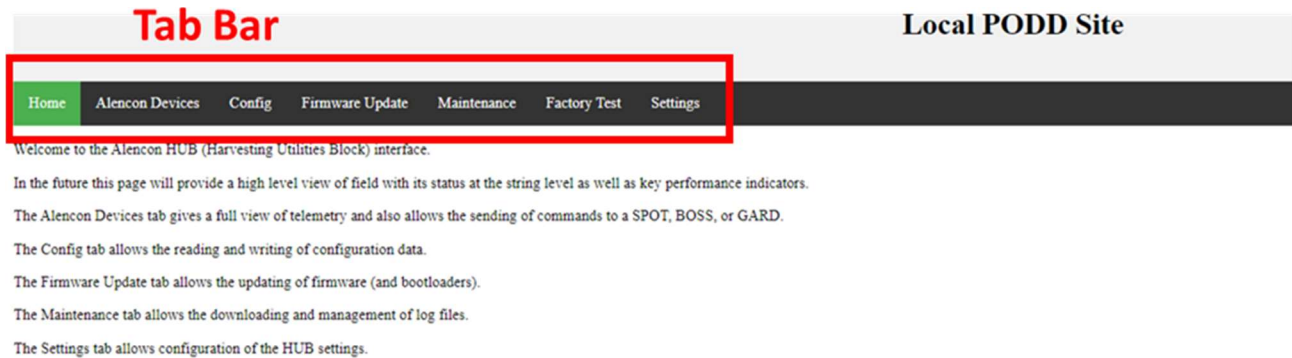 Tab Bar
Local PODD Site
Home Alencon Devices Config Firmware Update Maintenance Factory Test Settings
Welcome to the Alencon HUB (Harvesting Utilities Block) interface.
In the future this page will provide a high level view of field with its status at the string level as well as key performance indicators.
The Alencon Devices tab gives a full view of telemetry and also allows the sending of commands to a SPOT, BOSS, or GARD.
The Config tab allows the reading and writing of configuration data.
The Firmware Update tab allows the updating of firmware (and bootloaders).
The Maintenance tab allows the downloading and management of log files.
The Settings tab allows configuration of the HUB settings.